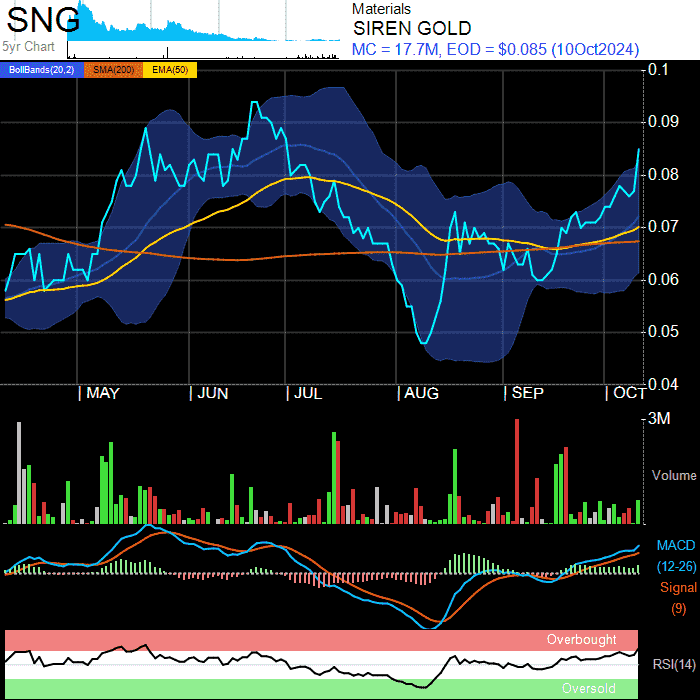 SNG
5yr Chart
Materials
SIREN GOLD
MC = 17.7M, EOD = $0.085 (10Oct2024)
BollBands(20,2) SMA(200) EMA(50)
0.1
0.09
0.08
0.07
0.06
0.05
0.04
| MAY | JUN | JUL | AUG | SEP | OCT
3M
Volume
MACD
(12-26)
Signal
(9)
Overbought
RSI(14)
Oversold